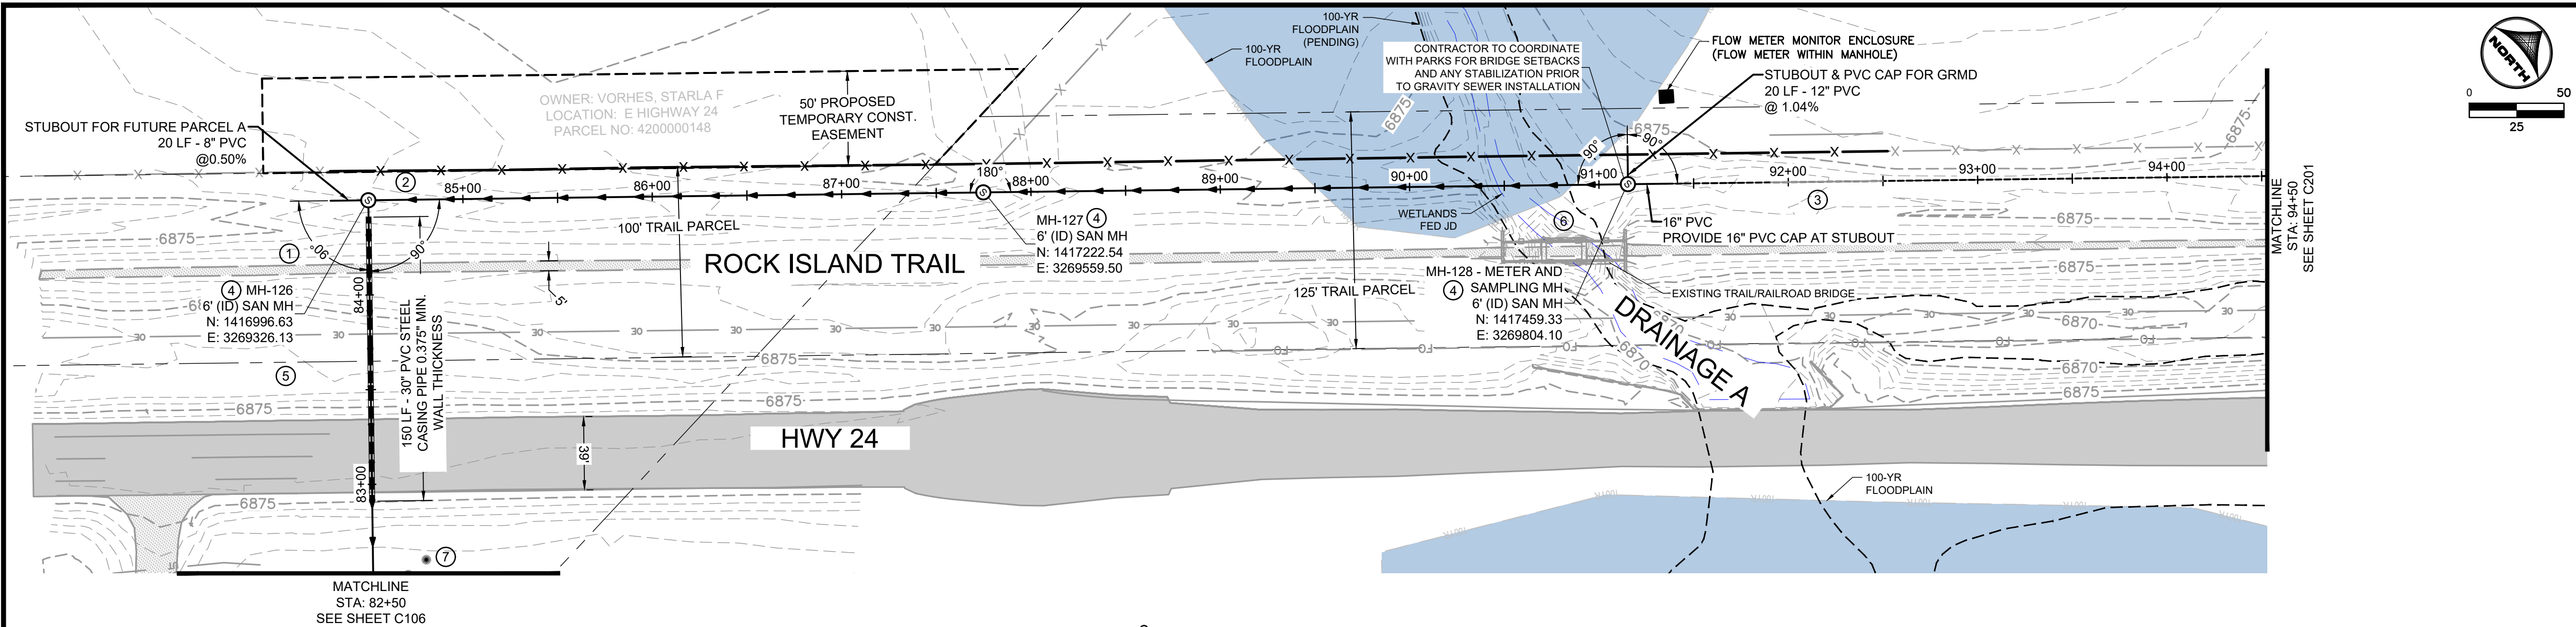 100-YR
FLOODPLAIN
(PENDING)
100-YR
FLOODPLAIN
CONTRACTOR TO COORDINATE
WITH PARKS FOR BRIDGE SETBACKS
AND ANY STABILIZATION PRIOR
TO GRAVITY SEWER INSTALLATION
FLOW METER MONITOR ENCLOSURE
(FLOW METER WITHIN MANHOLE)
STUBOUT & PVC CAP FOR GRMD
20 LF - 12" PVC
@ 1.04%
NORTH
0 50
25
OWNER: VORHES, STARLA F
LOCATION: E HIGHWAY 24
PARCEL NO: 4200000148
50' PROPOSED
TEMPORARY CONST.
EASEMENT
STUBOUT FOR FUTURE PARCEL A
20 LF - 8" PVC
@0.50%
6875
6875
6875
90°
90°
180°
2
85+00
86+00
87+00
88+00
89+00
90+00
91+00
92+00
93+00
94+00
3
MATCHLINE
STA: 94+50
SEE SHEET C201
100' TRAIL PARCEL
MH-127 4
6' (ID) SAN MH
N: 1417222.54
E: 3269559.50
WETLANDS
FED JD
6
16" PVC
PROVIDE 16" PVC CAP AT STUBOUT
6875
1
90°
90°
ROCK ISLAND TRAIL
5'
4 MH-126
6' (ID) SAN MH
N: 1416996.63
E: 3269326.13
84+00
83+00
150 LF - 30" PVC STEEL
CASING PIPE 0.375" MIN.
WALL THICKNESS
125' TRAIL PARCEL
MH-128 - METER AND
4 SAMPLING MH
6' (ID) SAN MH
N: 1417459.33
E: 3269804.10
EXISTING TRAIL/RAILROAD BRIDGE
DRAINAGE A
6875
6870
6870
6870
6870
6875
5
6875
6875
6875
HWY 24
39'
6875
100-YR
FLOODPLAIN
7
MATCHLINE
STA: 82+50
SEE SHEET C106